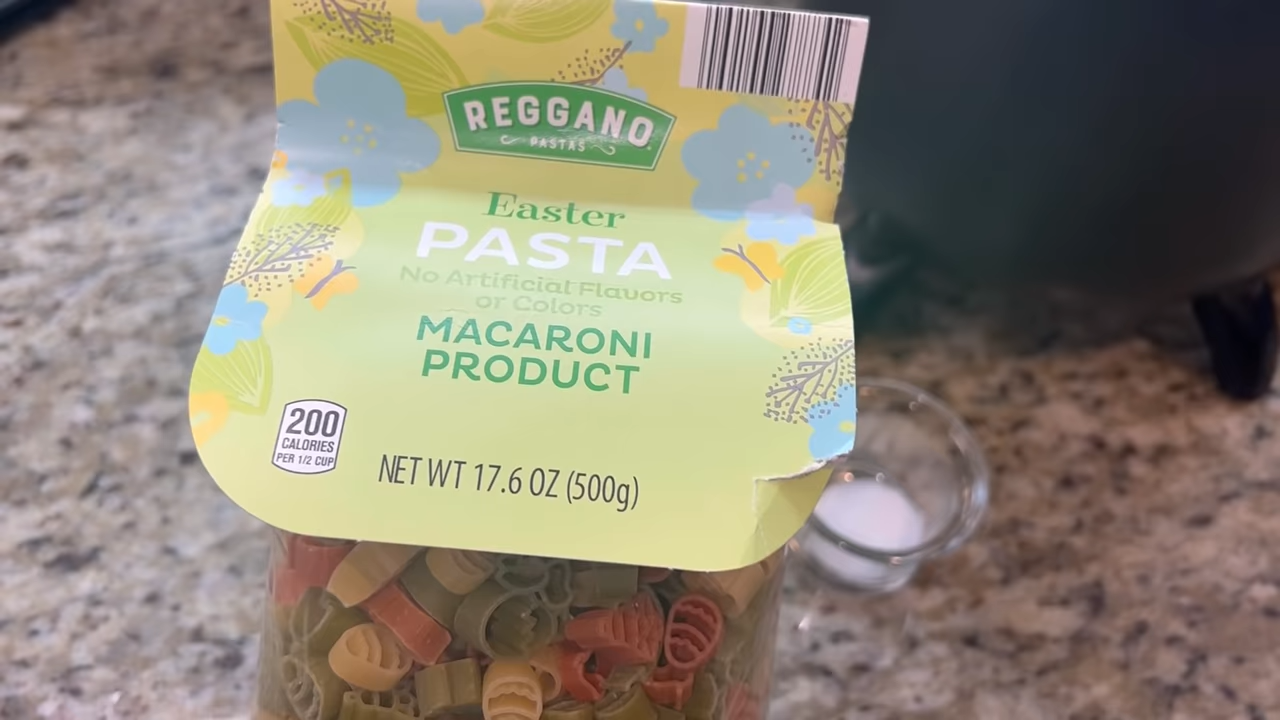 REGGANO
PASTAS
Easter
PASTA
No Artificial Flavors
or Colors
MACARONI
PRODUCT
200
CALORIES
PER 1/2 CUP
NET WT 17.6 OZ (500g)